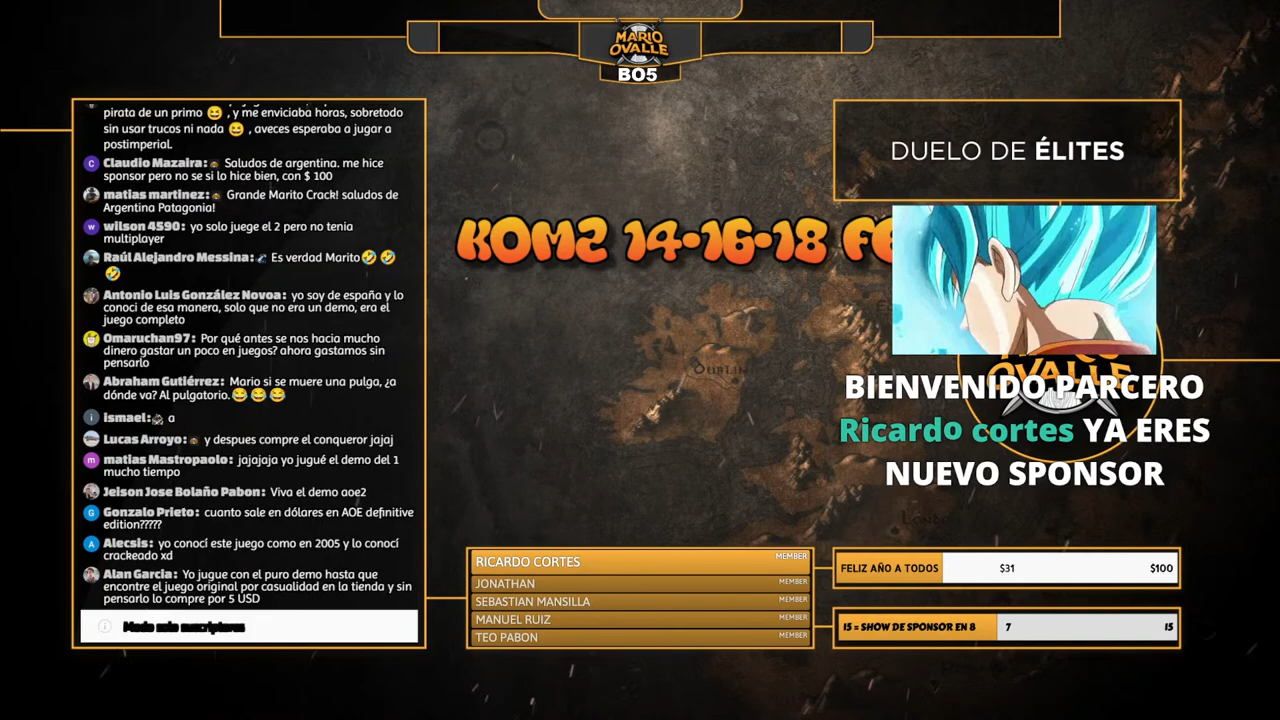 MARIO
OVALLE
BO5
pirata de un primo 😆 , y me enviciaba horas, sobretodo
sin usar trucos ni nada 😆 , aveces esperaba a jugar a
postimperial.
Claudio Mazaira: Saludos de argentina. me hice
sponsor pero no se si lo hice bien, con $ 100
matias martinez: Grande Marito Crack! saludos de
Argentina Patagonia!
wilson 4590: yo solo juege el 2 pero no tenia
multiplayer
Raúl Alejandro Messina: Es verdad Marito🤣 🤣
🤣
Antonio Luis González Novoa: yo soy de españa y lo
conoci de esa manera, solo que no era un demo, era el
juego completo
Omaruchan97: Por qué antes se nos hacia mucho
dinero gastar un poco en juegos? ahora gastamos sin
pensarlo
Abraham Gutiérrez: Mario si se muere una pulga, ¿a
dónde va? Al pulgatorio.😂 😂 😂
ismael: a
Lucas Arroyo: y despues compre el conqueror jajaj
matias Mastropaolo: jajajaja yo jugué el demo del 1
mucho tiempo
Jeison Jose Bolaño Pabon: Viva el demo aoe2
Gonzalo Prieto: cuanto sale en dólares en AOE definitive
edition?????
Alecsis: yo conocí este juego como en 2005 y lo conocí
crackeado xd
Alan Garcia: Yo jugue con el puro demo hasta que
encontre el juego original por casualidad en la tienda y sin
pensarlo lo compre por 5 USD
Modo solo suscriptores
KOM2 14•16•18 FE
DUBLIN
DUELO DE ÉLITES
OVALLE
BIENVENIDO PARCERO
Ricardo cortes YA ERES
NUEVO SPONSOR
RICARDO CORTES MEMBER
JONATHAN MEMBER
SEBASTIAN MANSILLA MEMBER
MANUEL RUIZ MEMBER
TEO PABON MEMBER
FELIZ AÑO A TODOS $31 $100
15 = SHOW DE SPONSOR EN 8 7 15